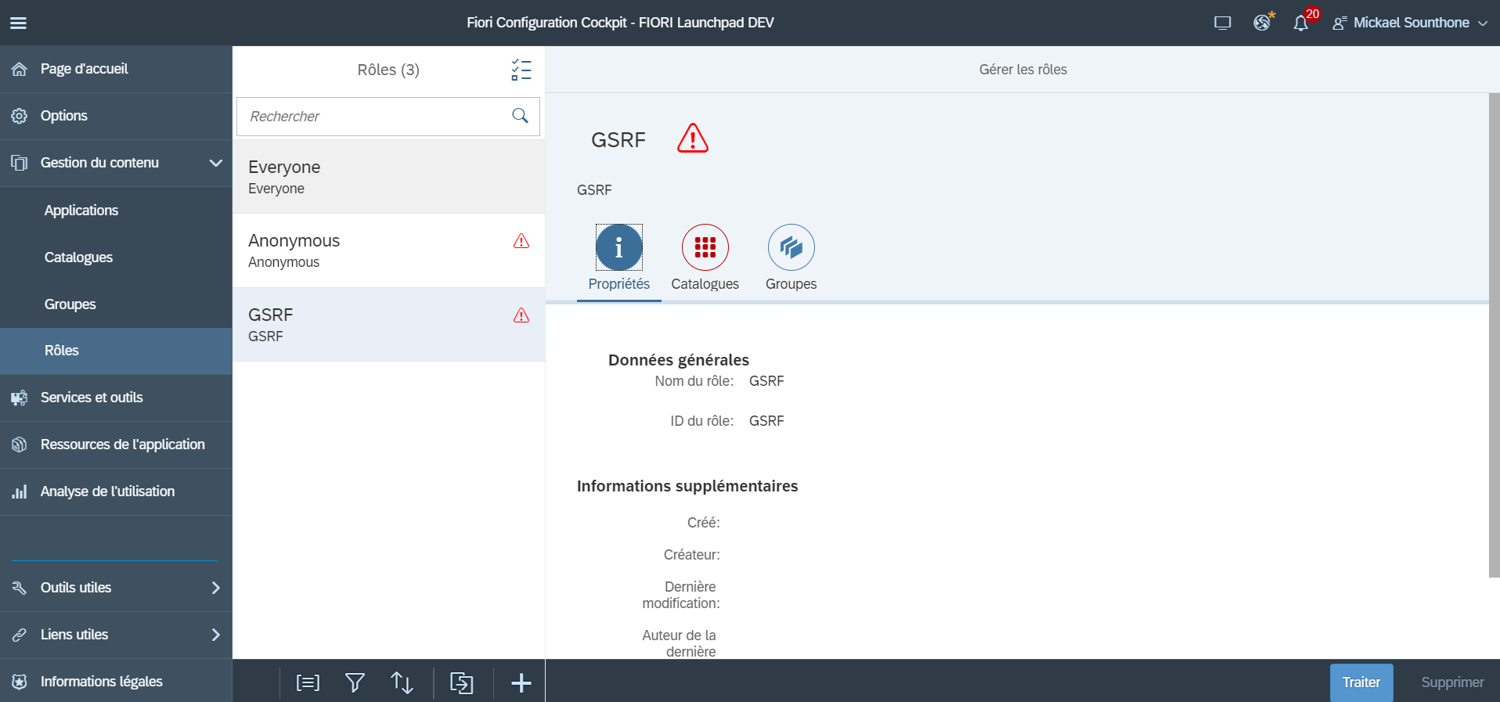 Fiori Configuration Cockpit - FIORI Launchpad DEV
20
Mickael Sounthone
Page d'accueil
Options
Gestion du contenu
Applications
Catalogues
Groupes
Rôles
Services et outils
Ressources de l'application
Analyse de l'utilisation
Outils utiles
Liens utiles
Informations légales
Rôles (3)
Rechercher
Everyone
Everyone
Anonymous
Anonymous
GSRF
GSRF
Gérer les rôles
GSRF
GSRF
Propriétés
Catalogues
Groupes
Données générales
Nom du rôle: GSRF
ID du rôle: GSRF
Informations supplémentaires
Créé:
Créateur:
Dernière
modification:
Auteur de la
dernière
Traiter
Supprimer